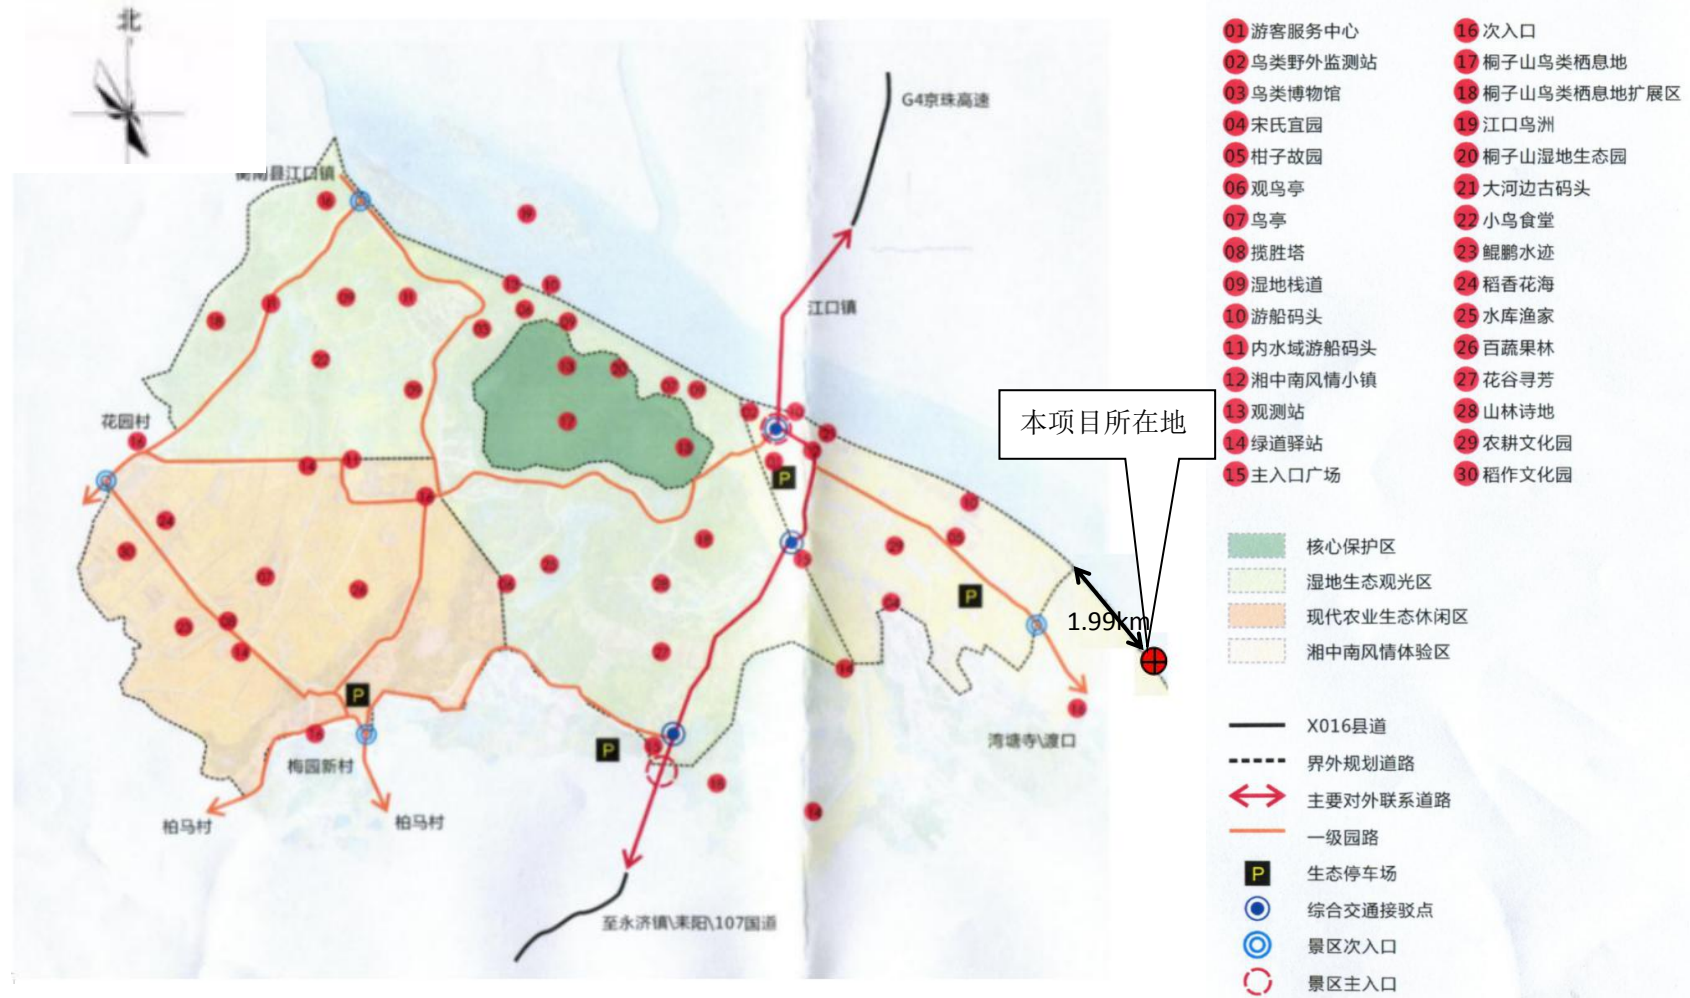 北
G4京珠高速
衡南县江口镇
江口镇
花园村
本项目所在地
1.99km
湾塘寺\渡口
梅园新村
柏马村
柏马村
至永济镇\耒阳\107国道
P
P
P
P
01 游客服务中心
02 鸟类野外监测站
03 鸟类博物馆
04 宋氏宜园
05 柑子故园
06 观鸟亭
07 鸟亭
08 揽胜塔
09 湿地栈道
10 游船码头
11 内水域游船码头
12 湘中南风情小镇
13 观测站
14 绿道驿站
15 主入口广场
16 次入口
17 桐子山鸟类栖息地
18 桐子山鸟类栖息地扩展区
19 江口鸟洲
20 桐子山湿地生态园
21 大河边古码头
22 小鸟食堂
23 鲲鹏水迹
24 稻香花海
25 水库渔家
26 百蔬果林
27 花谷寻芳
28 山林诗地
29 农耕文化园
30 稻作文化园
核心保护区
湿地生态观光区
现代农业生态休闲区
湘中南风情体验区
X016县道
界外规划道路
主要对外联系道路
一级园路
P 生态停车场
综合交通接驳点
景区次入口
景区主入口